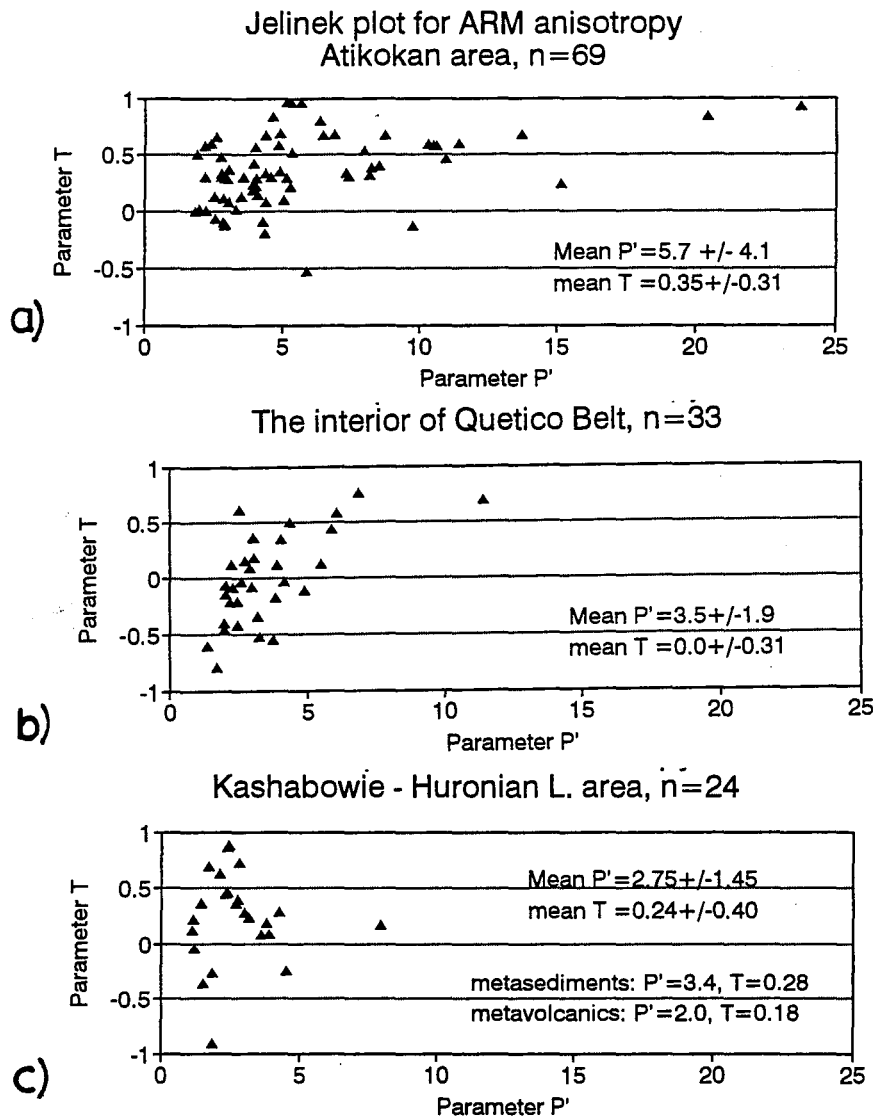 Jelinek plot for ARM anisotropy
Atikokan area, n=69
1
0.5
0
-0.5
-1
Parameter T
Mean P'=5.7 +/- 4.1
mean T =0.35+/-0.31
a)
0 5 10 15 20 25
Parameter P'
The interior of Quetico Belt, n=33
1
0.5
0
-0.5
-1
Parameter T
Mean P'=3.5+/-1.9
mean T =0.0+/-0.31
b)
0 5 10 15 20 25
Parameter P'
Kashabowie - Huronian L. area, n=24
1
0.5
0
-0.5
-1
Parameter T
Mean P'=2.75+/-1.45
mean T =0.24+/-0.40
metasediments: P'=3.4, T=0.28
metavolcanics: P'=2.0, T=0.18
c)
0 5 10 15 20 25
Parameter P'